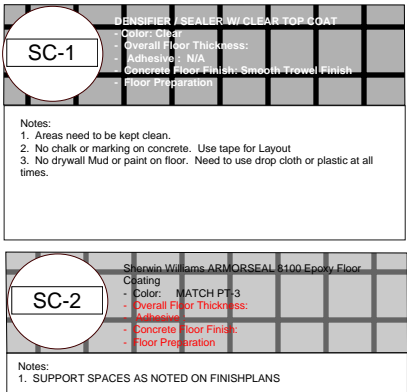 SC-1
DENSIFIER / SEALER W/ CLEAR TOP COAT
- Color: Clear
- Overall Floor Thickness:
- Adhesive : N/A
- Concrete Floor Finish: Smooth Trowel Finish
- Floor Preparation
Notes:
1. Areas need to be kept clean.
2. No chalk or marking on concrete. Use tape for Layout
3. No drywall Mud or paint on floor. Need to use drop cloth or plastic at all
times.
SC-2
Sherwin Williams ARMORSEAL 8100 Epoxy Floor
Coating
- Color: MATCH PT-3
- Overall Floor Thickness:
- Adhesive :
- Concrete Floor Finish:
- Floor Preparation
Notes:
1. SUPPORT SPACES AS NOTED ON FINISHPLANS